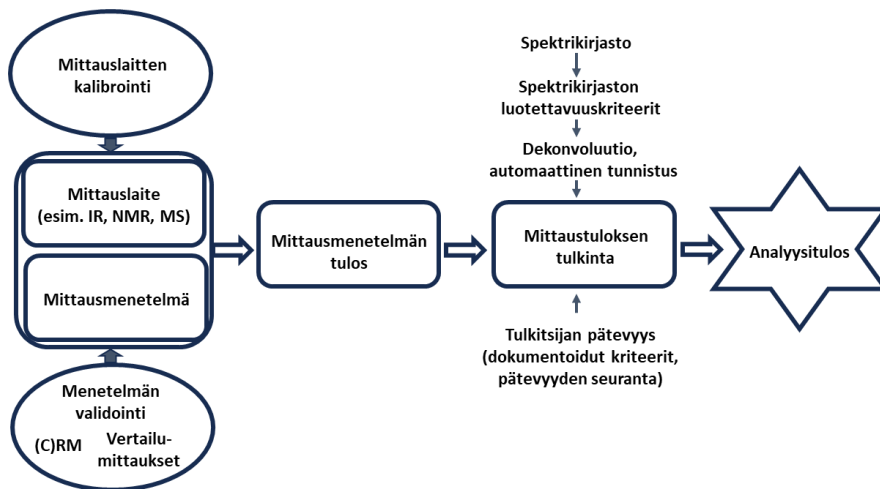 Mittauslaitten
kalibrointi
Mittauslaite
(esim. IR, NMR, MS)
Mittausmenetelmä
Menetelmän
validointi
(C)RM
Vertailu-
mittaukset
Mittausmenetelmän
tulos
Spektrikirjasto
Spektrikirjaston
luotettavuuskriteerit
Dekonvoluutio,
automaattinen tunnistus
Mittaustuloksen
tulkinta
Tulkitsijan pätevyys
(dokumentoidut kriteerit,
pätevyyden seuranta)
Analyysitulos